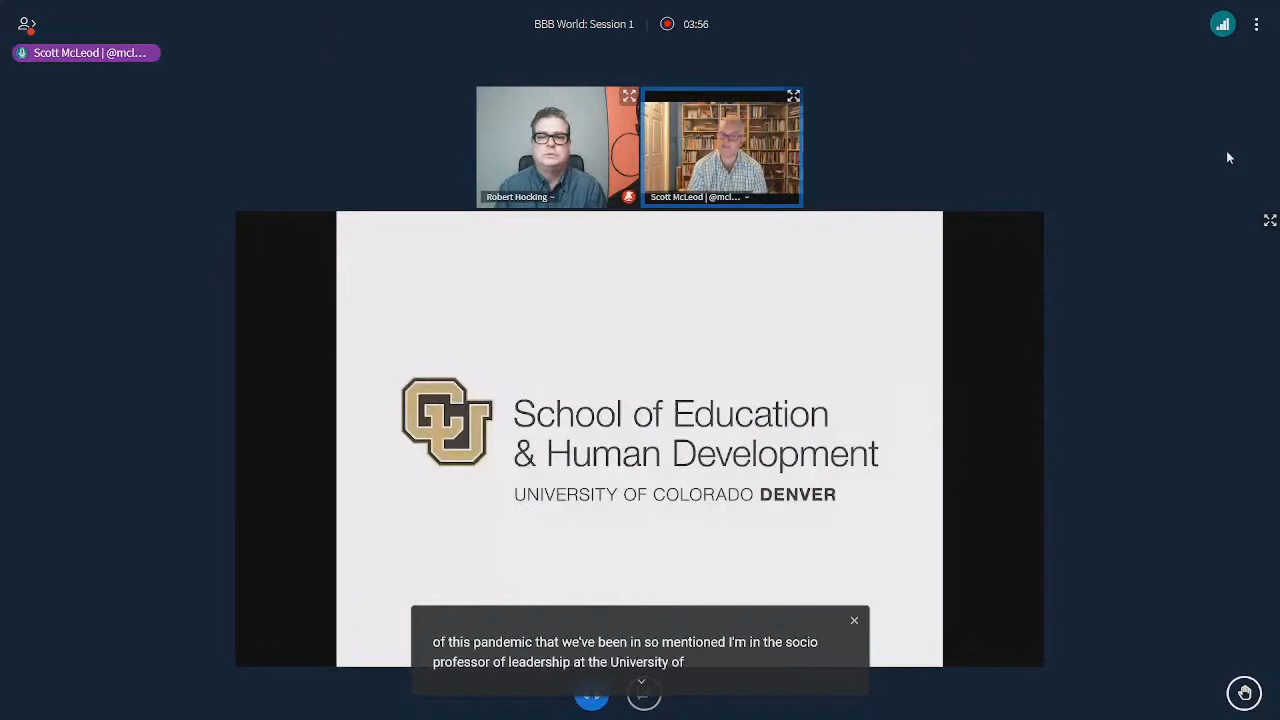 BBB World: Session 1
03:56
Scott McLeod | @mcl...
Robert Hocking
Scott McLeod | @mcl...
CU
School of Education
& Human Development
UNIVERSITY OF COLORADO DENVER
of this pandemic that we've been in so mentioned I'm in the socio
professor of leadership at the University of